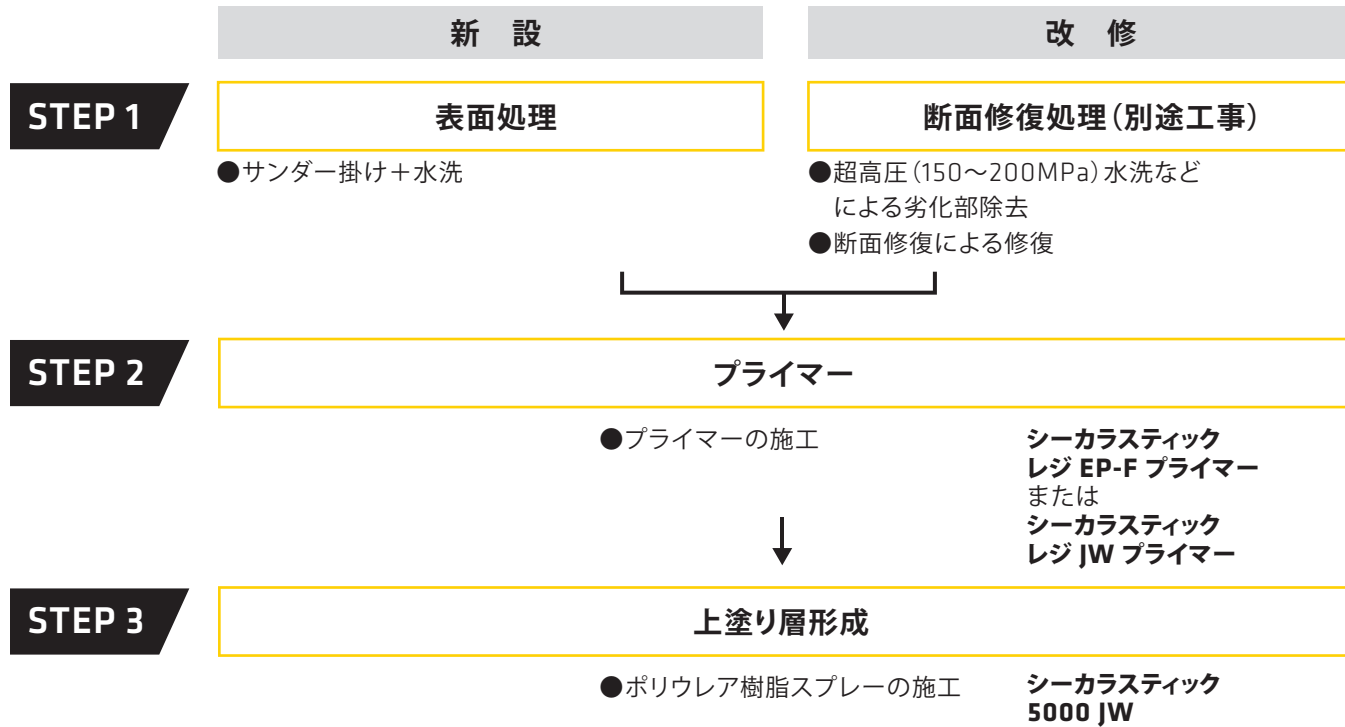 新 設
改 修
STEP 1
表面処理
断面修復処理(別途工事)
●サンダー掛け+水洗
●超高圧(150〜200MPa)水洗など
による劣化部除去
●断面修復による修復
STEP 2
プライマー
●プライマーの施工
シーカラスティック
レジ EP-F プライマー
または
シーカラスティック
レジ JW プライマー
STEP 3
上塗り層形成
●ポリウレア樹脂スプレーの施工
シーカラスティック
5000 JW